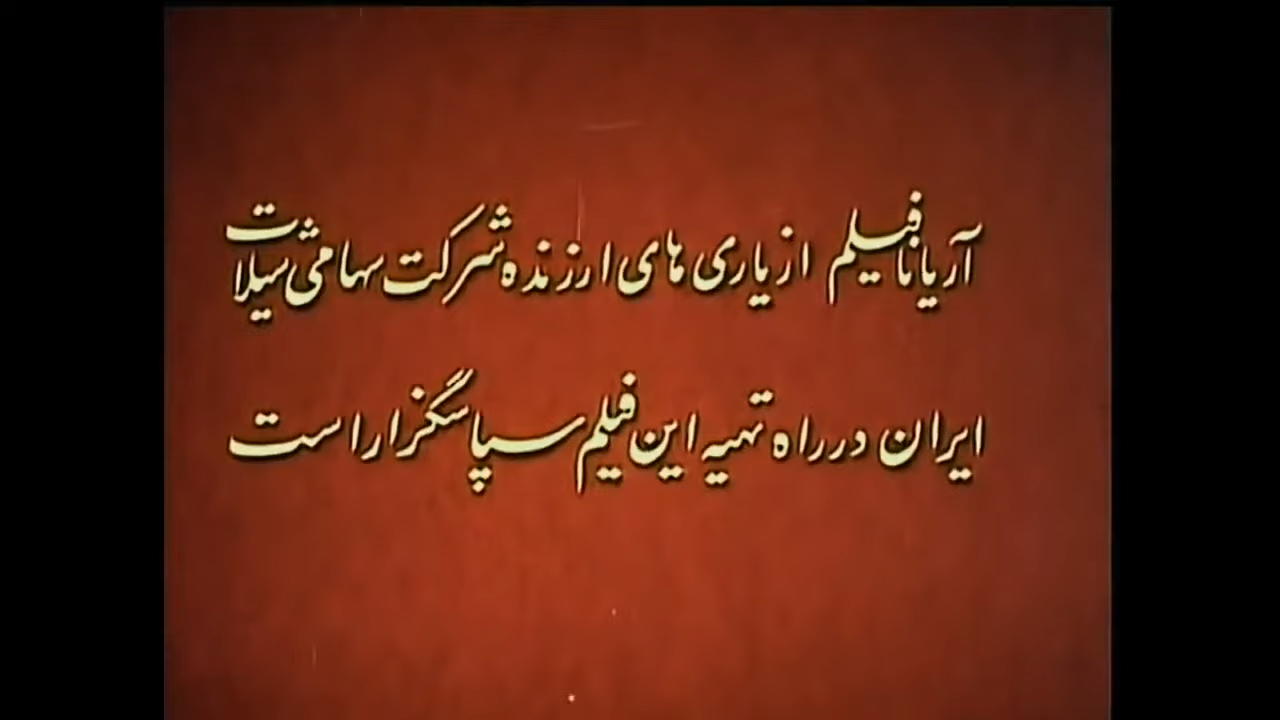 آریانا فیلم از یاری های ارزنده شرکت سهامی شیلات
ایران در راه تهیه این فیلم سپاسگزار است